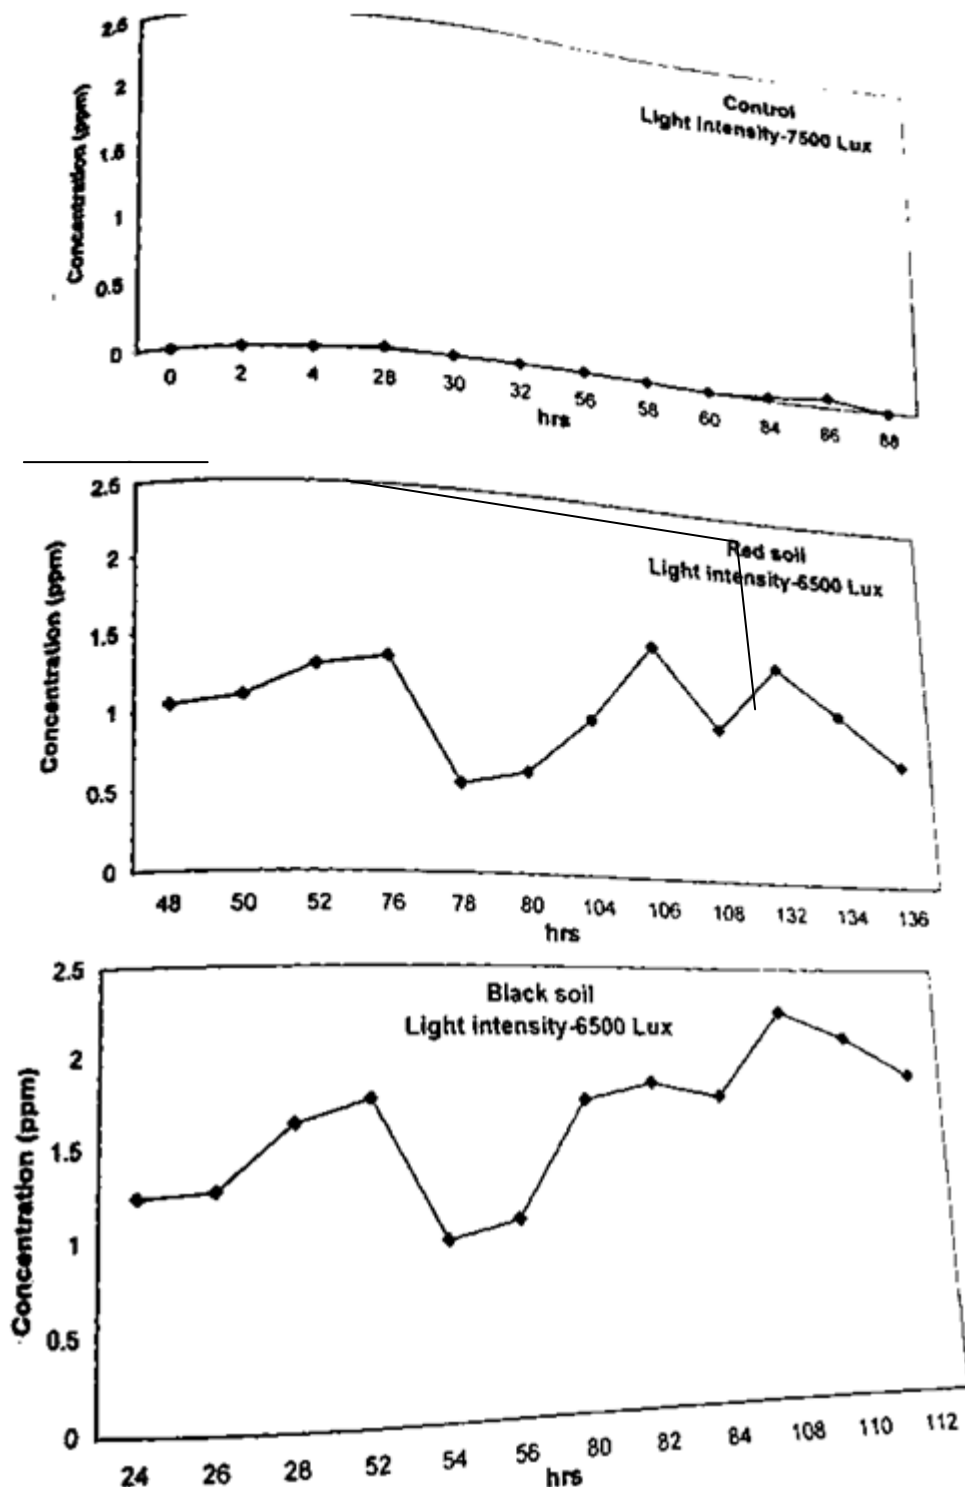 2.5
2
1.5
1
0.5
0
Concentration (ppm)
Control
Light intensity-7500 Lux
0 2 4 28 30 32 56 58 60 84 86 88
hrs
2.5
2
1.5
1
0.5
0
Concentration (ppm)
Red soil
Light intensity-6500 Lux
48 50 52 76 78 80 104 106 108 132 134 136
hrs
2.5
2
1.5
1
0.5
0
Concentration (ppm)
Black soil
Light intensity-6500 Lux
24 26 28 52 54 56 80 82 84 108 110 112
hrs